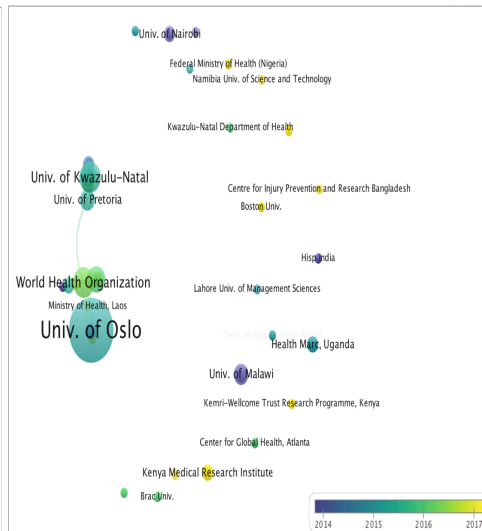 Univ. of Nairobi
Federal Ministry of Health (Nigeria)
Namibia Univ. of Science and Technology
Kwazulu-Natal Department of Health
Univ. of Kwazulu-Natal
Centre for Injury Prevention and Research Bangladesh
Univ. of Pretoria
Boston Univ.
Hisp India
World Health Organization
Lahore Univ. of Management Sciences
Ministry of Health, Laos
Univ. of Oslo
Health Marc, Uganda
Univ. of Malawi
Kemri-Wellcome Trust Research Programme, Kenya
Center for Global Health, Atlanta
Kenya Medical Research Institute
Brac Univ.
2014 2015 2016 2017